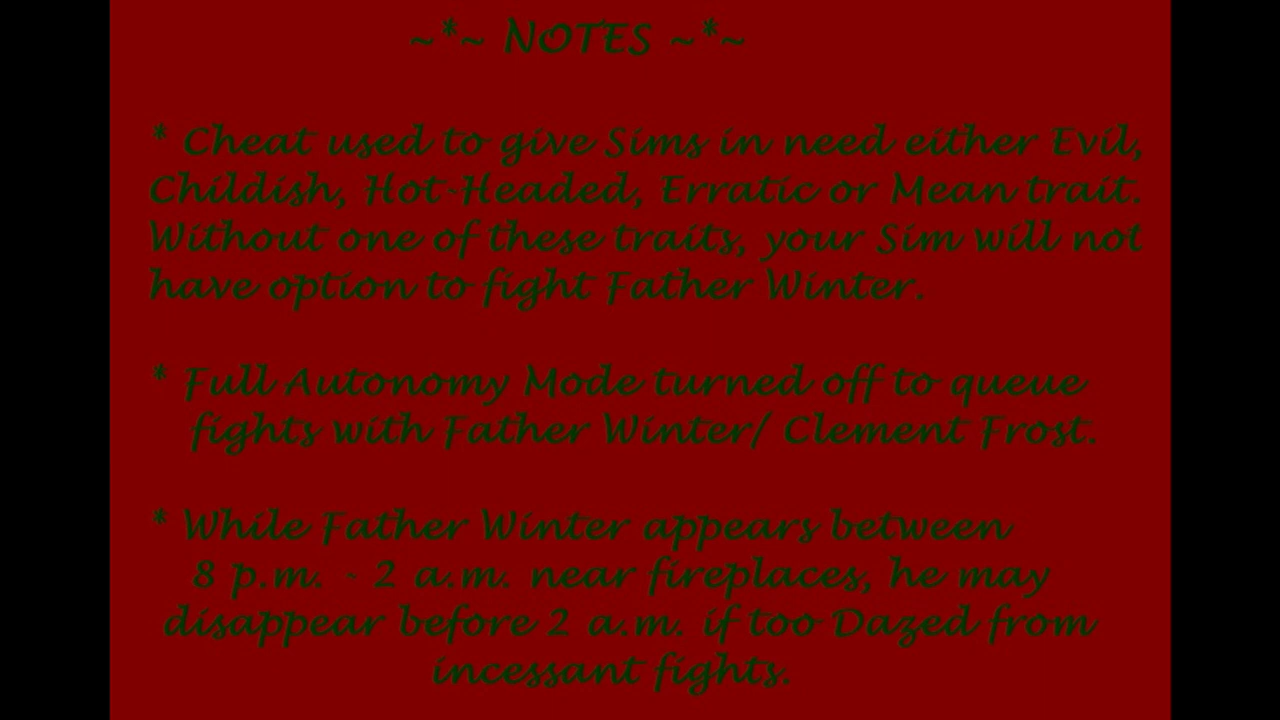 ~*~ NOTES ~*~
* Cheat used to give Sims in need either Evil,
Childish, Hot-Headed, Erratic or Mean trait.
Without one of these traits, your Sim will not
have option to fight Father Winter.
* Full Autonomy Mode turned off to queue
fights with Father Winter/ Clement Frost.
* While Father Winter appears between
8 p.m. - 2 a.m. near fireplaces, he may
disappear before 2 a.m. if too Dazed from
incessant fights.